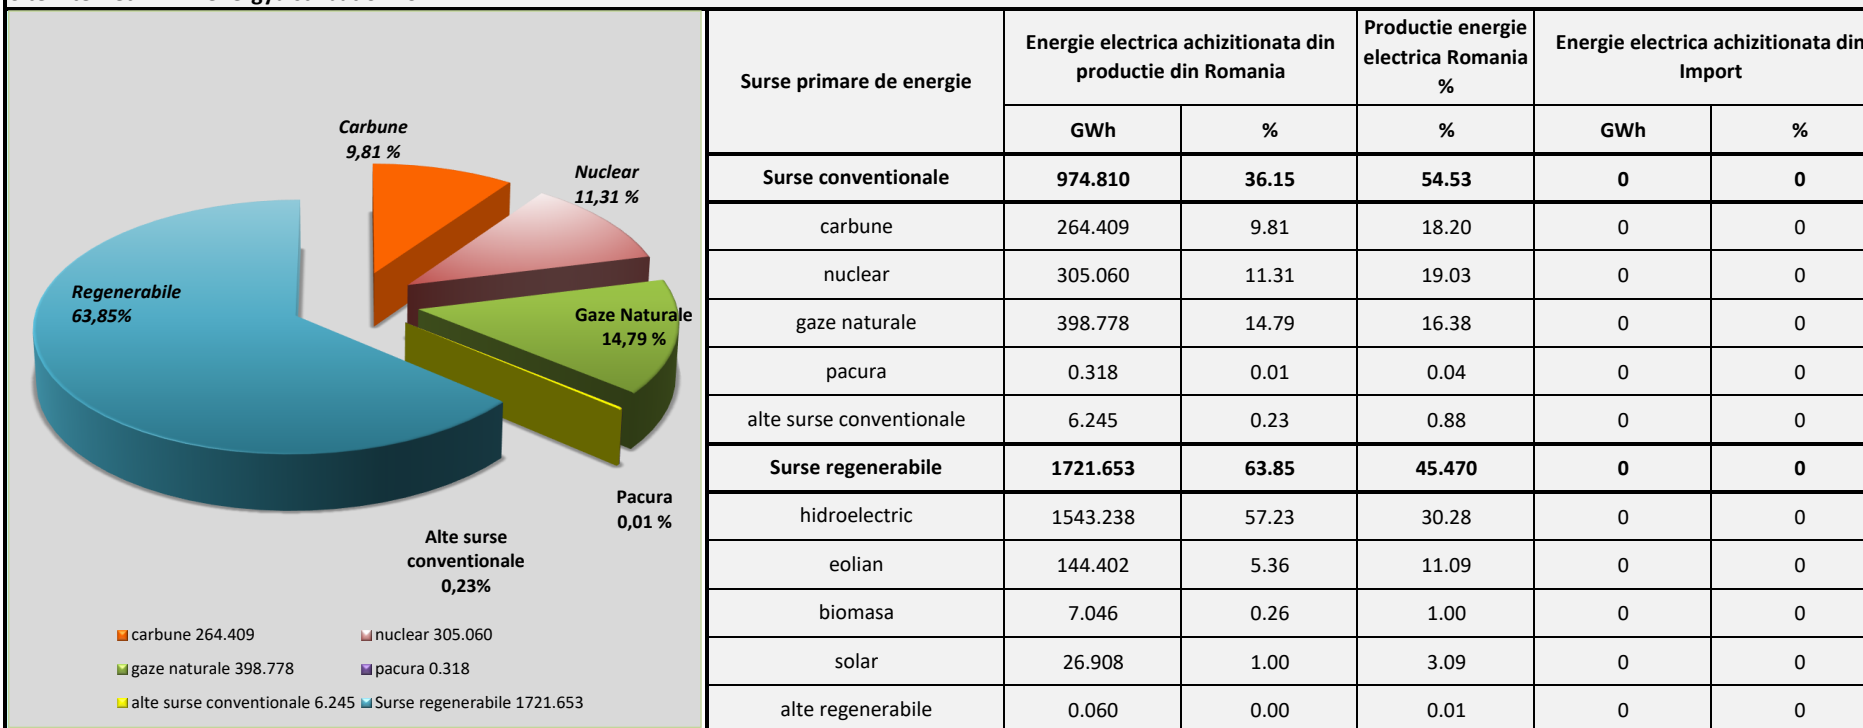 Carbune
9,81 %
Nuclear
11,31 %
Regenerabile
63,85%
Gaze Naturale
14,79 %
Pacura
0,01 %
Alte surse
conventionale
0,23%
carbune 264.409 nuclear 305.060
gaze naturale 398.778 pacura 0.318
alte surse conventionale 6.245 Surse regenerabile 1721.653
Surse primare de energie
Energie electrica achizitionata din
productie din Romania
Productie energie
electrica Romania
%
Energie electrica achizitionata din
Import
GWh % % GWh %
Surse conventionale 974.810 36.15 54.53 0 0
carbune 264.409 9.81 18.20 0 0
nuclear 305.060 11.31 19.03 0 0
gaze naturale 398.778 14.79 16.38 0 0
pacura 0.318 0.01 0.04 0 0
alte surse conventionale 6.245 0.23 0.88 0 0
Surse regenerabile 1721.653 63.85 45.470 0 0
hidroelectric 1543.238 57.23 30.28 0 0
eolian 144.402 5.36 11.09 0 0
biomasa 7.046 0.26 1.00 0 0
solar 26.908 1.00 3.09 0 0
alte regenerabile 0.060 0.00 0.01 0 0